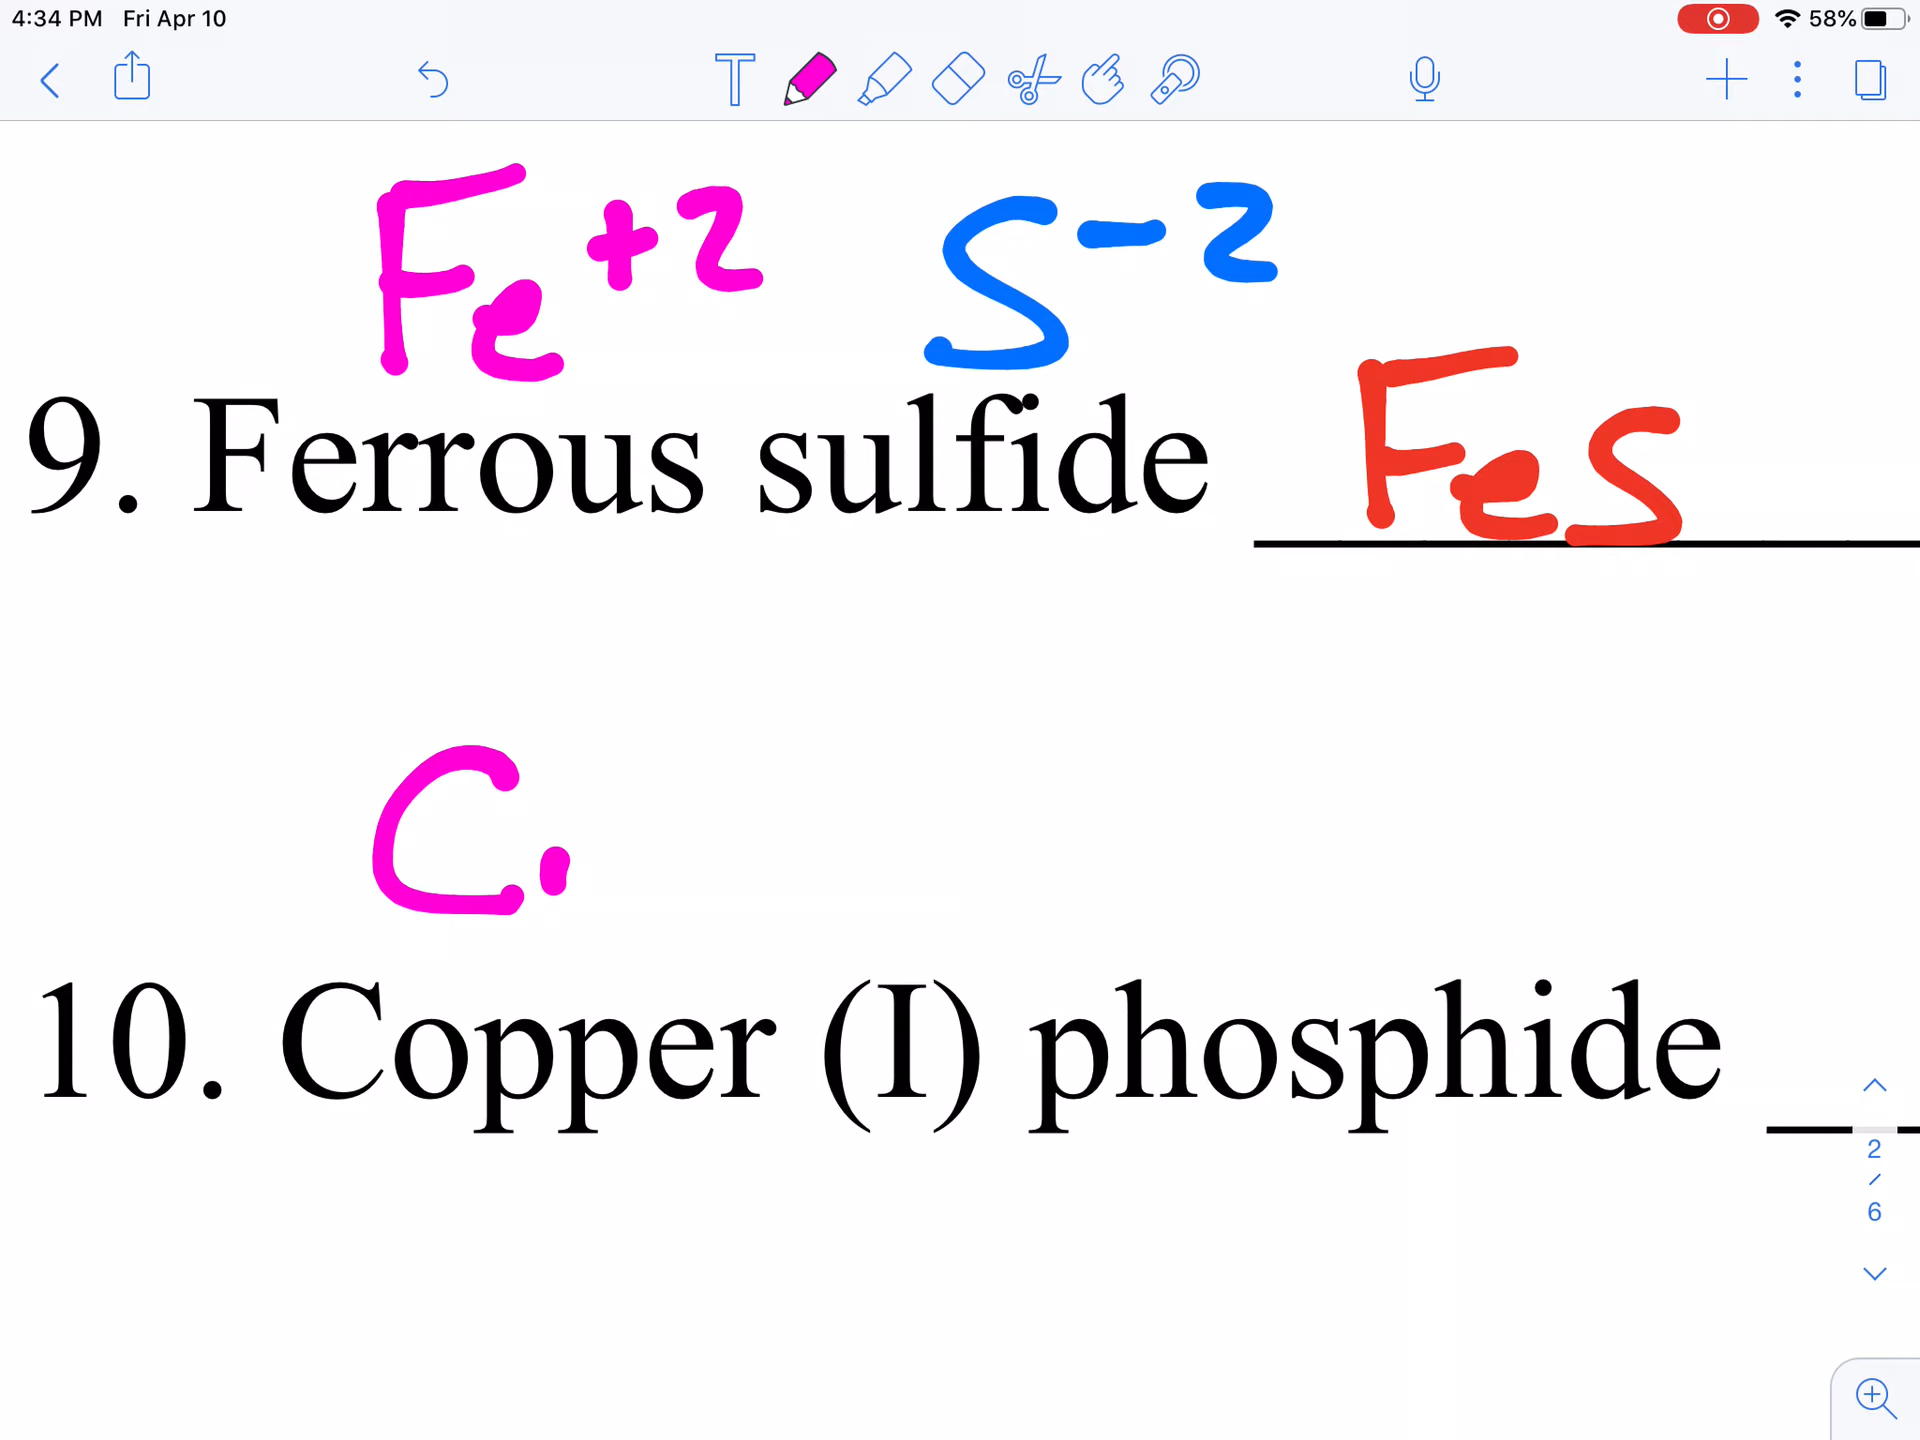 4:34 PM Fri Apr 10 58%
T
Fe+2 S-2
9. Ferrous sulfide FeS
C
10. Copper (I) phosphide
2
/
6